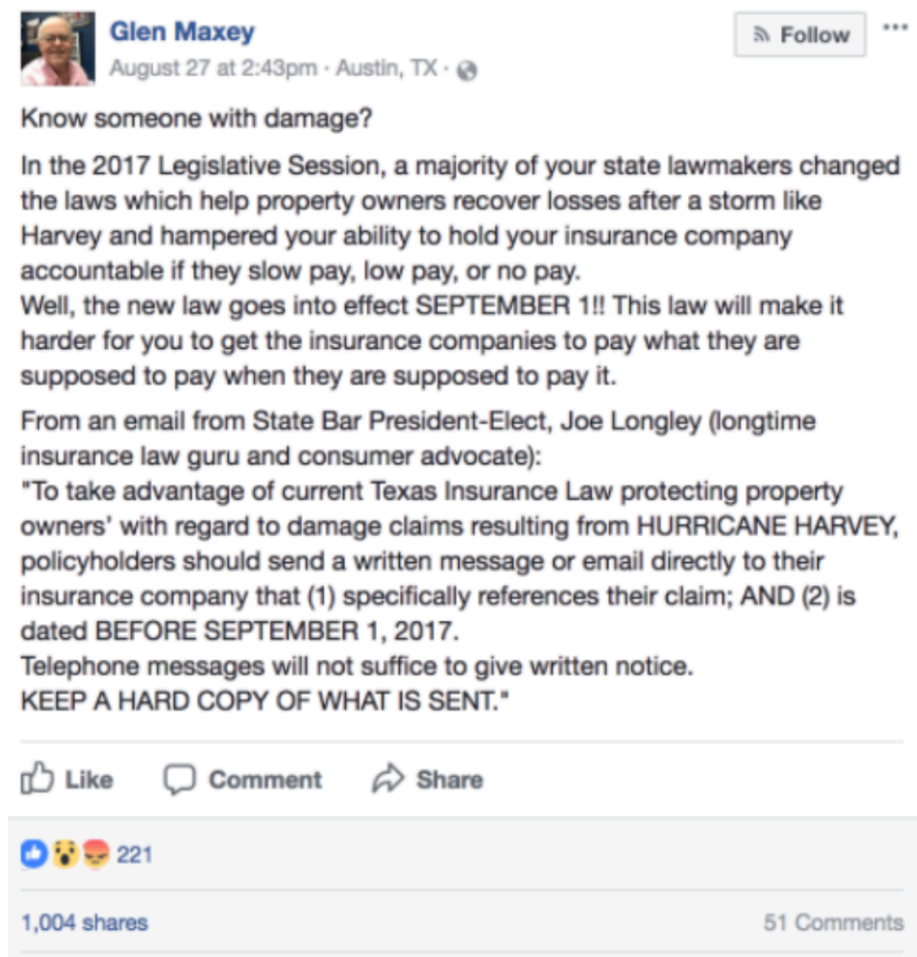 Glen Maxey
Follow
August 27 at 2:43pm · Austin, TX ·
Know someone with damage?
In the 2017 Legislative Session, a majority of your state lawmakers changed
the laws which help property owners recover losses after a storm like
Harvey and hampered your ability to hold your insurance company
accountable if they slow pay, low pay, or no pay.
Well, the new law goes into effect SEPTEMBER 1!! This law will make it
harder for you to get the insurance companies to pay what they are
supposed to pay when they are supposed to pay it.
From an email from State Bar President-Elect, Joe Longley (longtime
insurance law guru and consumer advocate):
"To take advantage of current Texas Insurance Law protecting property
owners' with regard to damage claims resulting from HURRICANE HARVEY,
policyholders should send a written message or email directly to their
insurance company that (1) specifically references their claim; AND (2) is
dated BEFORE SEPTEMBER 1, 2017.
Telephone messages will not suffice to give written notice.
KEEP A HARD COPY OF WHAT IS SENT."
Like Comment Share
221
1,004 shares 51 Comments